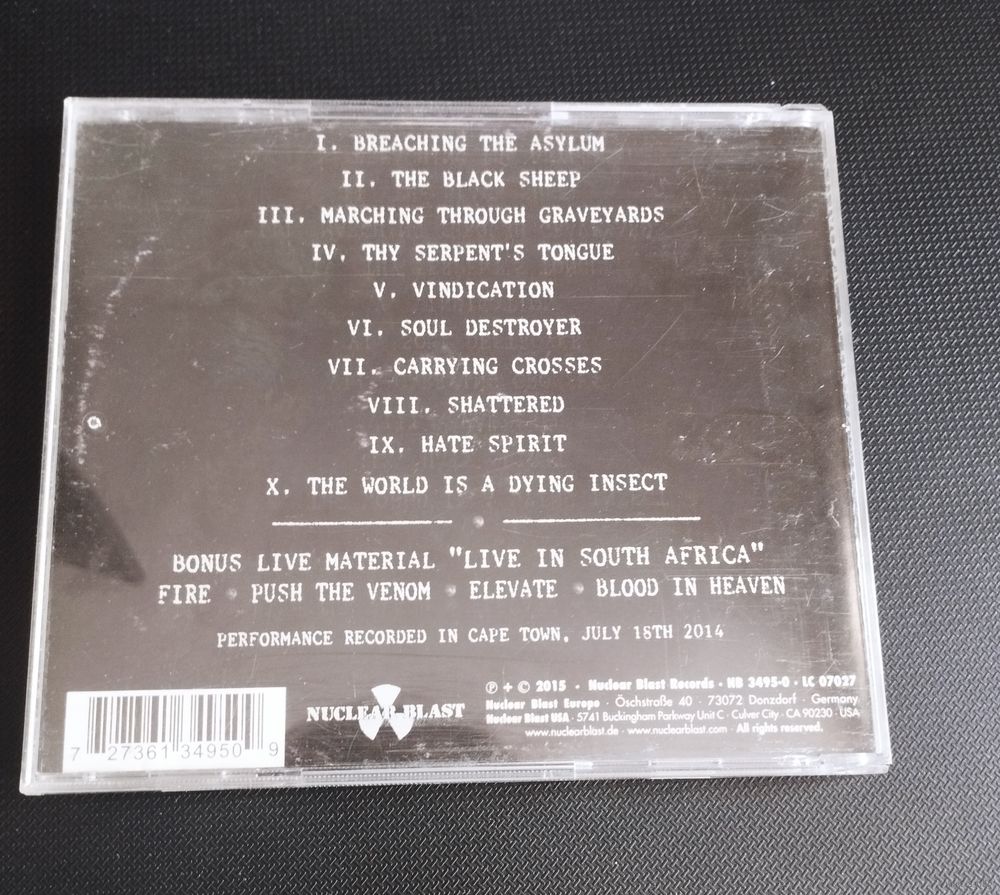 I. BREACHING THE ASYLUM
II. THE BLACK SHEEP
III. MARCHING THROUGH GRAVEYARDS
IV. THY SERPENT'S TONGUE
V. VINDICATION
VI. SOUL DESTROYER
VII. CARRYING CROSSES
VIII. SHATTERED
IX. HATE SPIRIT
X. THE WORLD IS A DYING INSECT
BONUS LIVE MATERIAL "LIVE IN SOUTH AFRICA"
FIRE • PUSH THE VENOM • ELEVATE • BLOOD IN HEAVEN
PERFORMANCE RECORDED IN CAPE TOWN, JULY 18TH 2014
℗ + © 2015 · Nuclear Blast Records · NB 3495-0 · LC 07027
Nuclear Blast Europe · Öschstraße 40 · 73072 Donzdorf · Germany
Nuclear Blast USA · 5741 Buckingham Parkway Unit C · Culver City · CA 90230 · USA
www.nuclearblast.de · www.nuclearblast.com · All rights reserved.
NUCLEAR BLAST
7 27361 34950 9